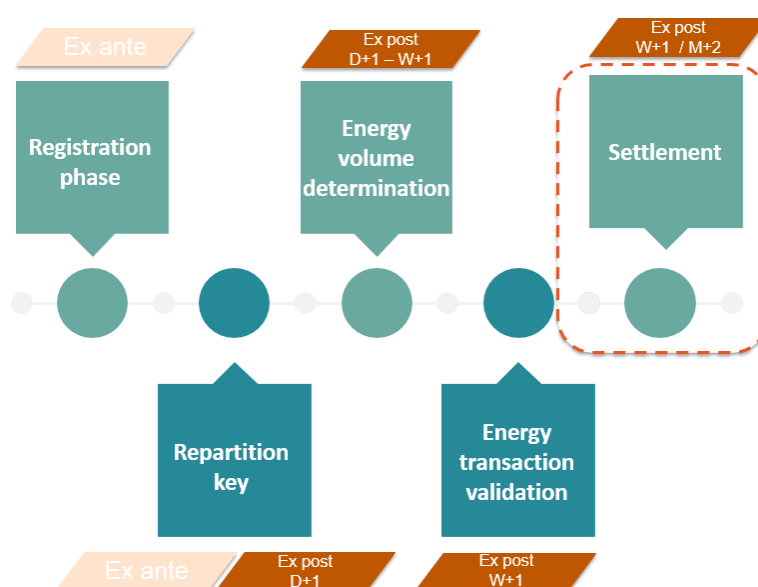 Ex ante
Ex post
D+1 – W+1
Ex post
W+1 / M+2
Registration
phase
Energy
volume
determination
Settlement
Repartition
key
Energy
transaction
validation
Ex ante
Ex post
D+1
Ex post
W+1